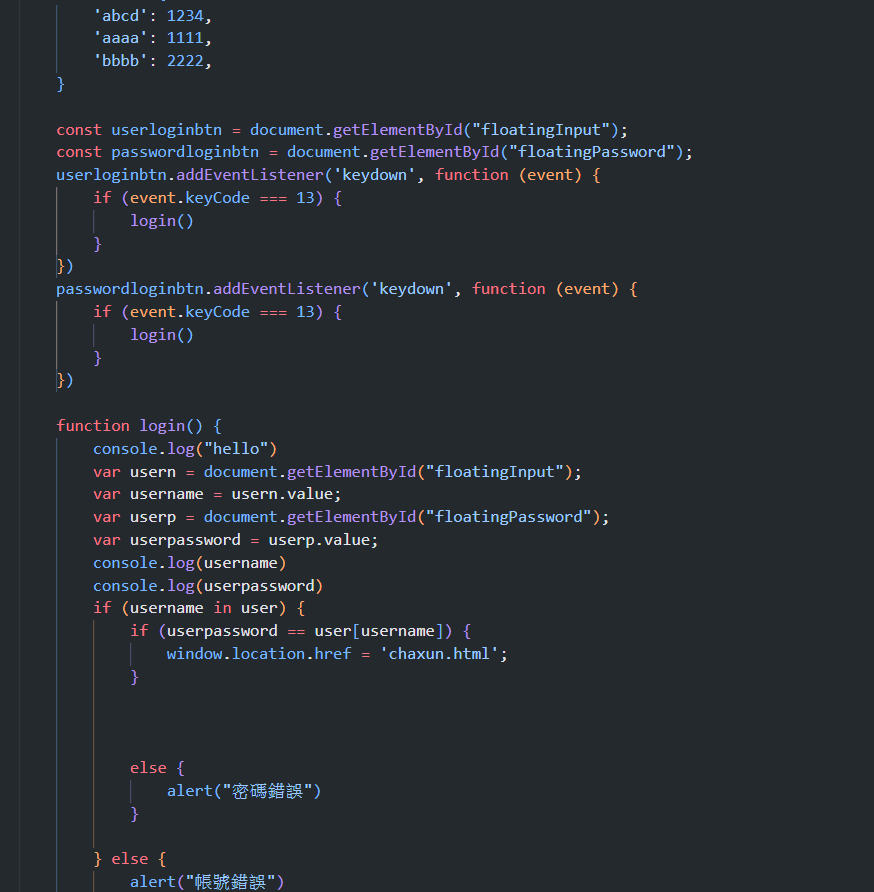 'abcd': 1234,
    'aaaa': 1111,
    'bbbb': 2222,
}
const userloginbtn = document.getElementById("floatingInput");
const passwordloginbtn = document.getElementById("floatingPassword");
userloginbtn.addEventListener('keydown', function (event) {
    if (event.keyCode === 13) {
        login()
    }
})
passwordloginbtn.addEventListener('keydown', function (event) {
    if (event.keyCode === 13) {
        login()
    }
})
function login() {
    console.log("hello")
    var usern = document.getElementById("floatingInput");
    var username = usern.value;
    var userp = document.getElementById("floatingPassword");
    var userpassword = userp.value;
    console.log(username)
    console.log(userpassword)
    if (username in user) {
        if (userpassword == user[username]) {
            window.location.href = 'chaxun.html';
        }
        else {
            alert("密碼錯誤")
        }
    } else {
        alert("帳號錯誤")